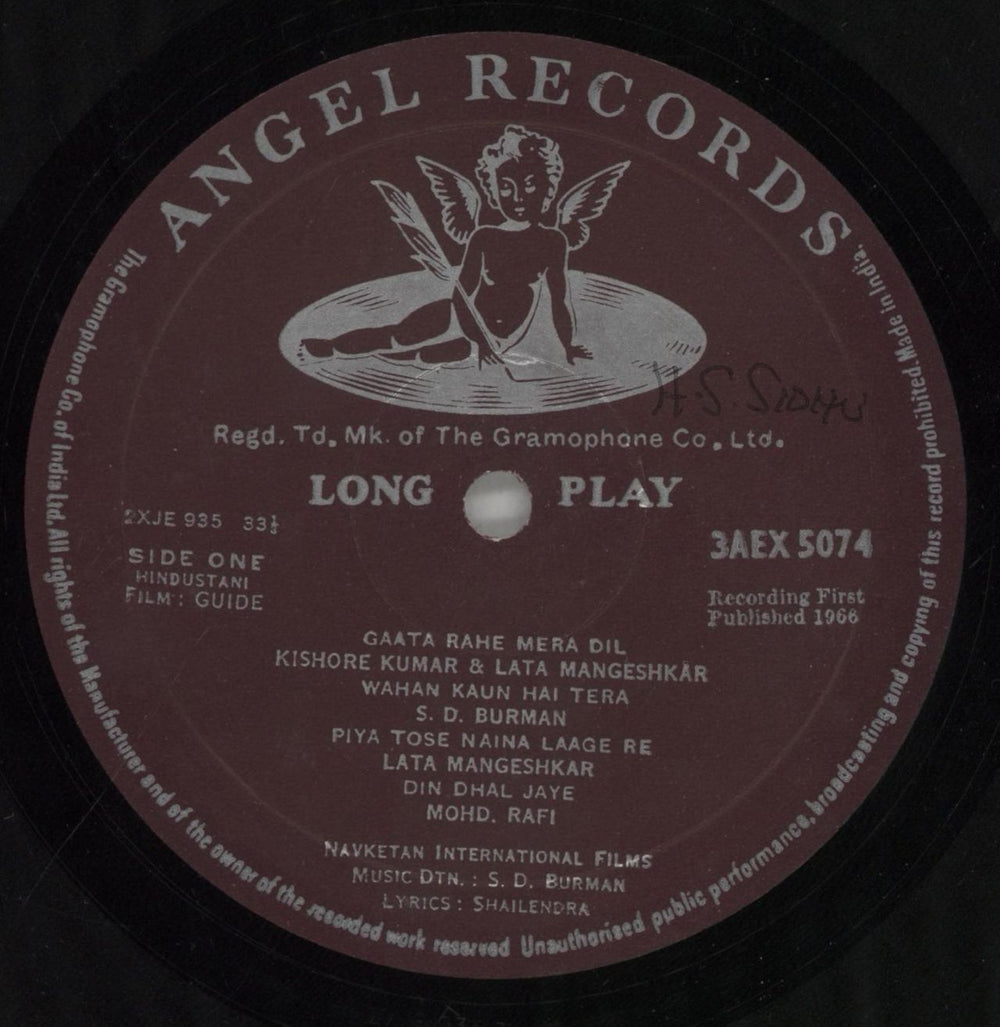 ANGEL RECORDS
The Gramophone Co. of India Ltd. All rights of the Manufacturer and of the owner of the recorded work reserved Unauthorised public performance, broadcasting and copying of this record prohibited. Made in India.
H.S. SIDHU
Regd. Td. Mk. of The Gramophone Co. Ltd.
LONG PLAY
2XJE 935 33⅓
3AEX 5074
SIDE ONE
HINDUSTANI
FILM : GUIDE
Recording First
Published 1966
GAATA RAHE MERA DIL
KISHORE KUMAR & LATA MANGESHKAR
WAHAN KAUN HAI TERA
S. D. BURMAN
PIYA TOSE NAINA LAAGE RE
LATA MANGESHKAR
DIN DHAL JAYE
MOHD. RAFI
NAVKETAN INTERNATIONAL FILMS
MUSIC DTN. : S. D. BURMAN
LYRICS : SHAILENDRA